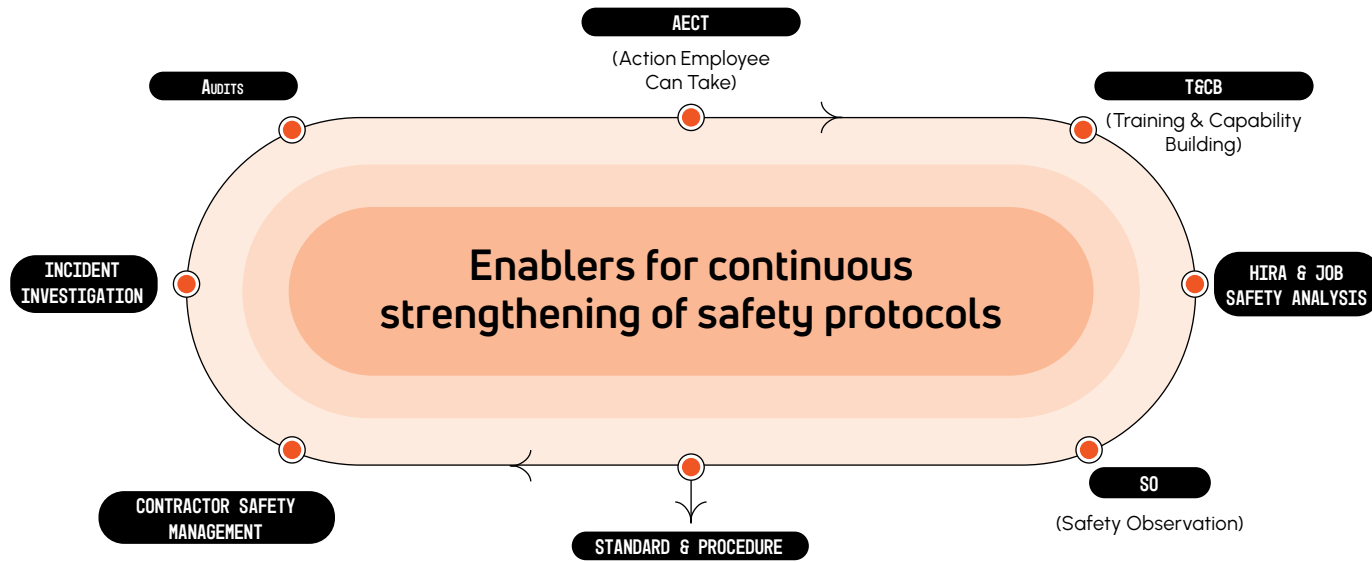 AECT
(Action Employee
Can Take)
Audits
T&CB
(Training & Capability
Building)
Enablers for continuous
strengthening of safety protocols
INCIDENT
INVESTIGATION
HIRA & JOB
SAFETY ANALYSIS
CONTRACTOR SAFETY
MANAGEMENT
SO
(Safety Observation)
STANDARD & PROCEDURE